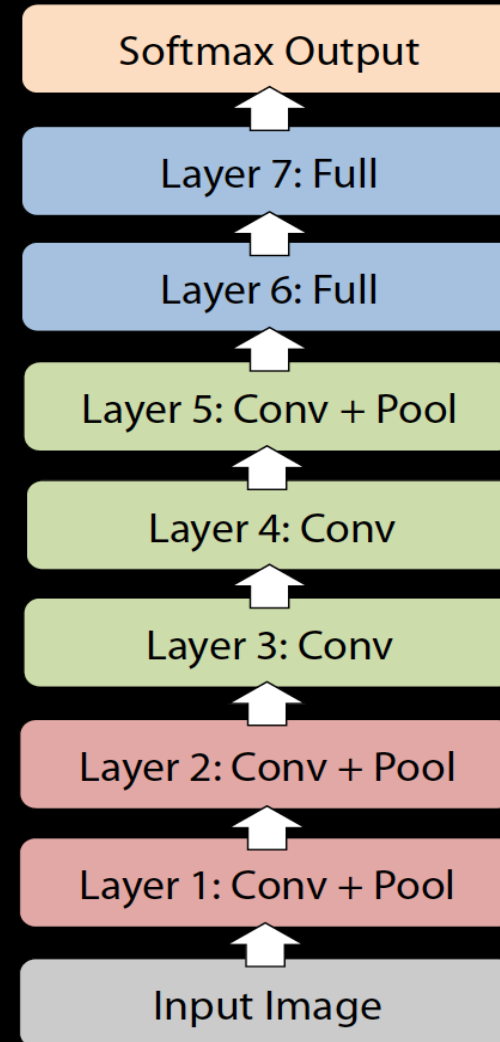 Softmax Output
Layer 7: Full
Layer 6: Full
Layer 5: Conv + Pool
Layer 4: Conv
Layer 3: Conv
Layer 2: Conv + Pool
Layer 1: Conv + Pool
Input Image